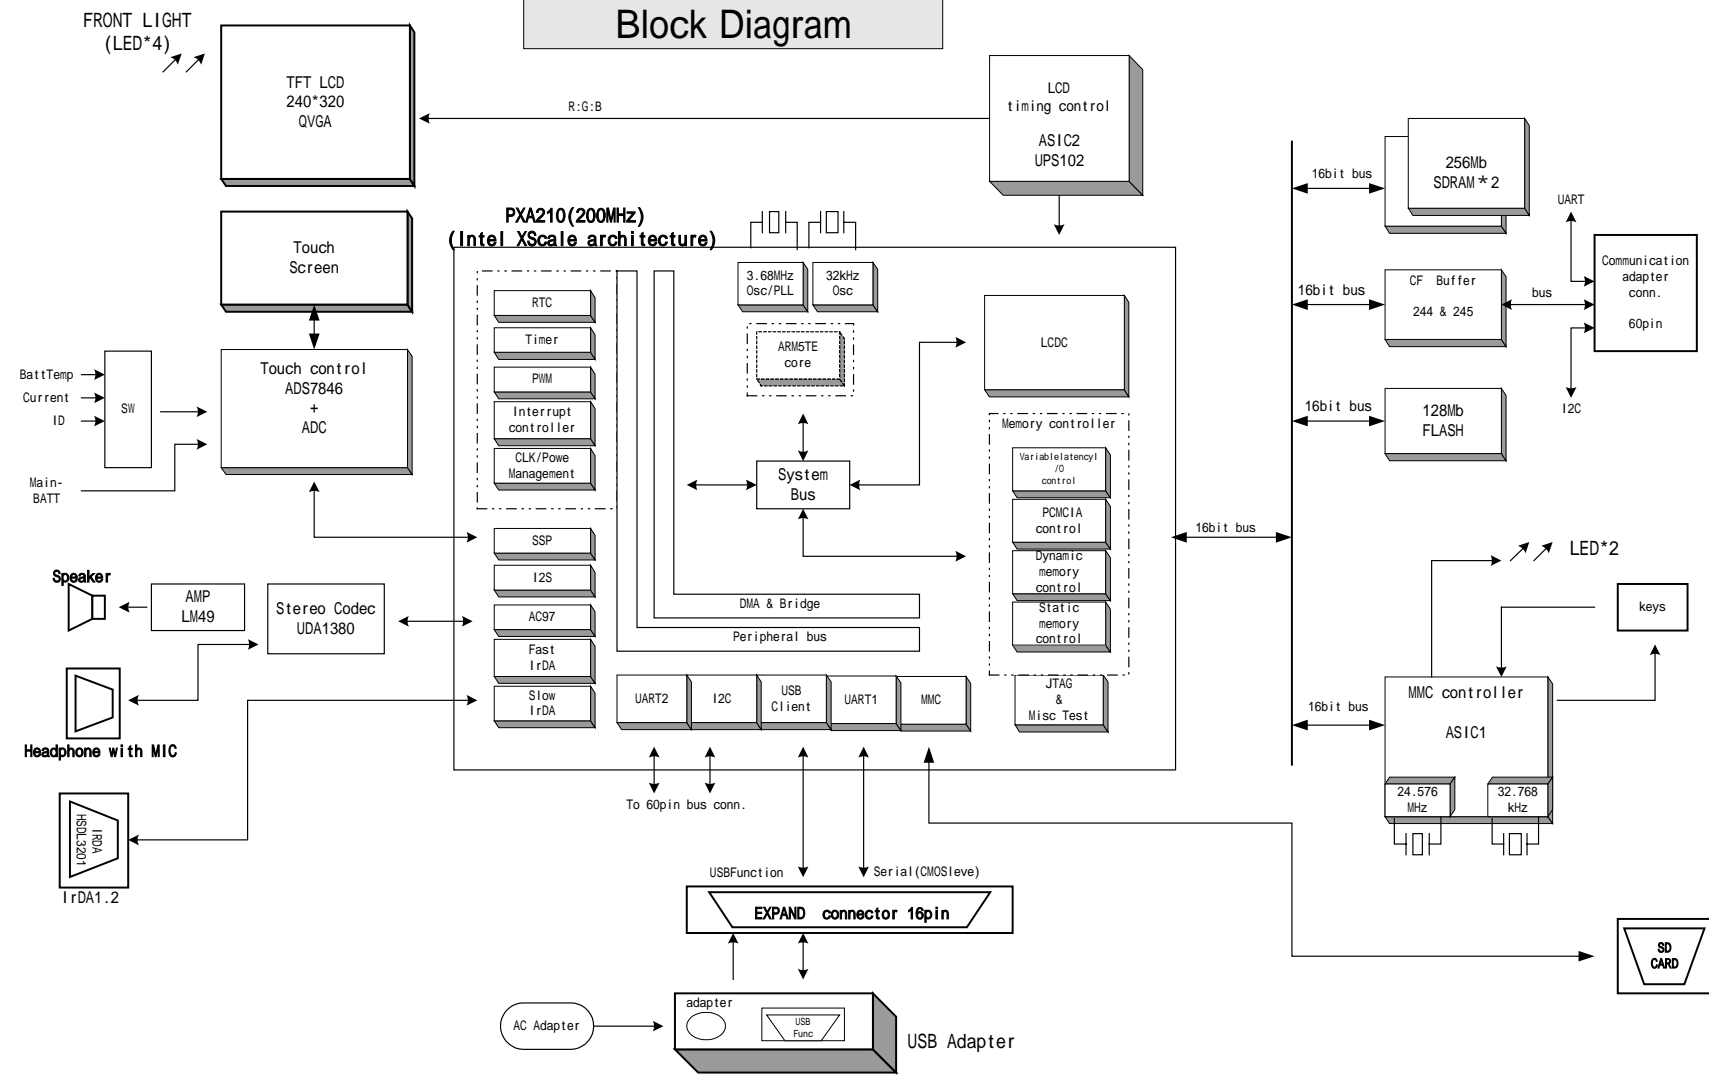 Block Diagram
FRONT LIGHT
(LED*4)
TFT LCD
240*320
QVGA
R:G:B
LCD
timing control
ASIC2
UPS102
Touch
Screen
Touch control
ADS7846
+
ADC
BattTemp
Current
ID
SW
Main-
BATT
Speaker
AMP
LM49
Stereo Codec
UDA1380
Headphone with MIC
IRDA
HSDL3201
IrDA1.2
PXA210(200MHz)
(Intel XScale architecture)
RTC
Timer
PWM
Interrupt
controller
CLK/Powe
Management
SSP
I2S
AC97
Fast
IrDA
Slow
IrDA
3.68MHz
Osc/PLL
32kHz
Osc
ARM5TE
core
System
Bus
DMA & Bridge
Peripheral bus
LCDC
Memory controller
VariablelatencyI
/O
control
PCMCIA
control
Dynamic
memory
control
Static
memory
control
JTAG
&
Misc Test
UART2
I2C
USB
Client
UART1
MMC
To 60pin bus conn.
USBFunction
Serial(CMOSleve)
EXPAND connector 16pin
AC Adapter
adapter
USB
Func
USB Adapter
16bit bus
16bit bus
256Mb
SDRAM*2
16bit bus
CF Buffer
244 & 245
bus
UART
Communication
adapter
conn.
60pin
I2C
16bit bus
128Mb
FLASH
LED*2
keys
16bit bus
MMC controller
ASIC1
24.576
MHz
32.768
kHz
SD
CARD